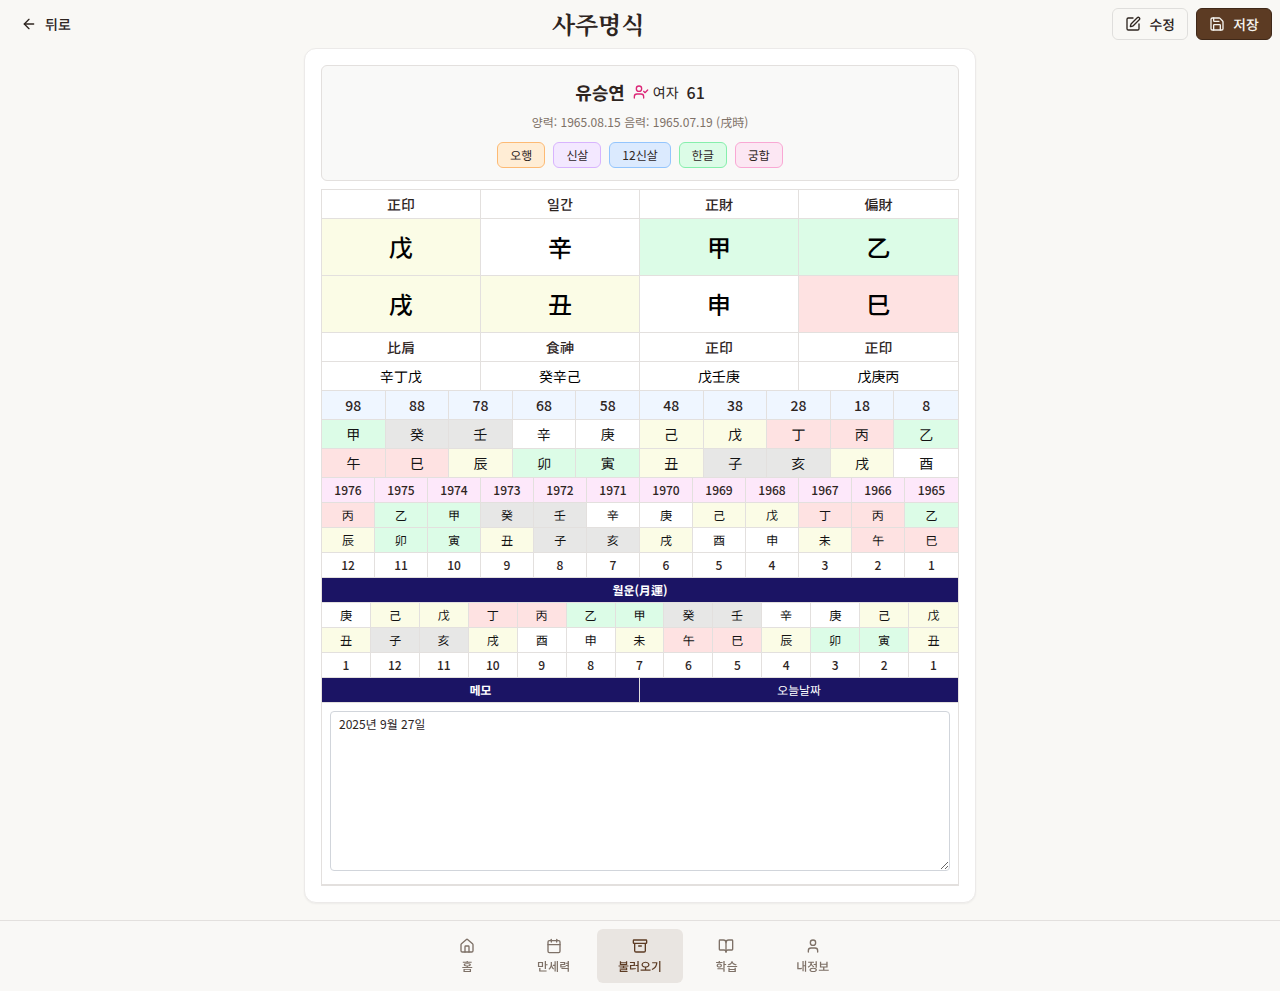 뒤로 사주명식 수정 저장
유승연 여자 61
양력: 1965.08.15 음력: 1965.07.19 (戌時)
오행 신살 12신살 한글 궁합
正印 일간 正財 偏財
戊 辛 甲 乙
戌 丑 申 巳
比肩 食神 正印 正印
辛丁戊 癸辛己 戊壬庚 戊庚丙
98 88 78 68 58 48 38 28 18 8
甲 癸 壬 辛 庚 己 戊 丁 丙 乙
午 巳 辰 卯 寅 丑 子 亥 戌 酉
1976 1975 1974 1973 1972 1971 1970 1969 1968 1967 1966 1965
丙 乙 甲 癸 壬 辛 庚 己 戊 丁 丙 乙
辰 卯 寅 丑 子 亥 戌 酉 申 未 午 巳
12 11 10 9 8 7 6 5 4 3 2 1
월운(月運)
庚 己 戊 丁 丙 乙 甲 癸 壬 辛 庚 己 戊
丑 子 亥 戌 酉 申 未 午 巳 辰 卯 寅 丑
1 12 11 10 9 8 7 6 5 4 3 2 1
메모 오늘날짜
2025년 9월 27일
홈 만세력 불러오기 학습 내정보